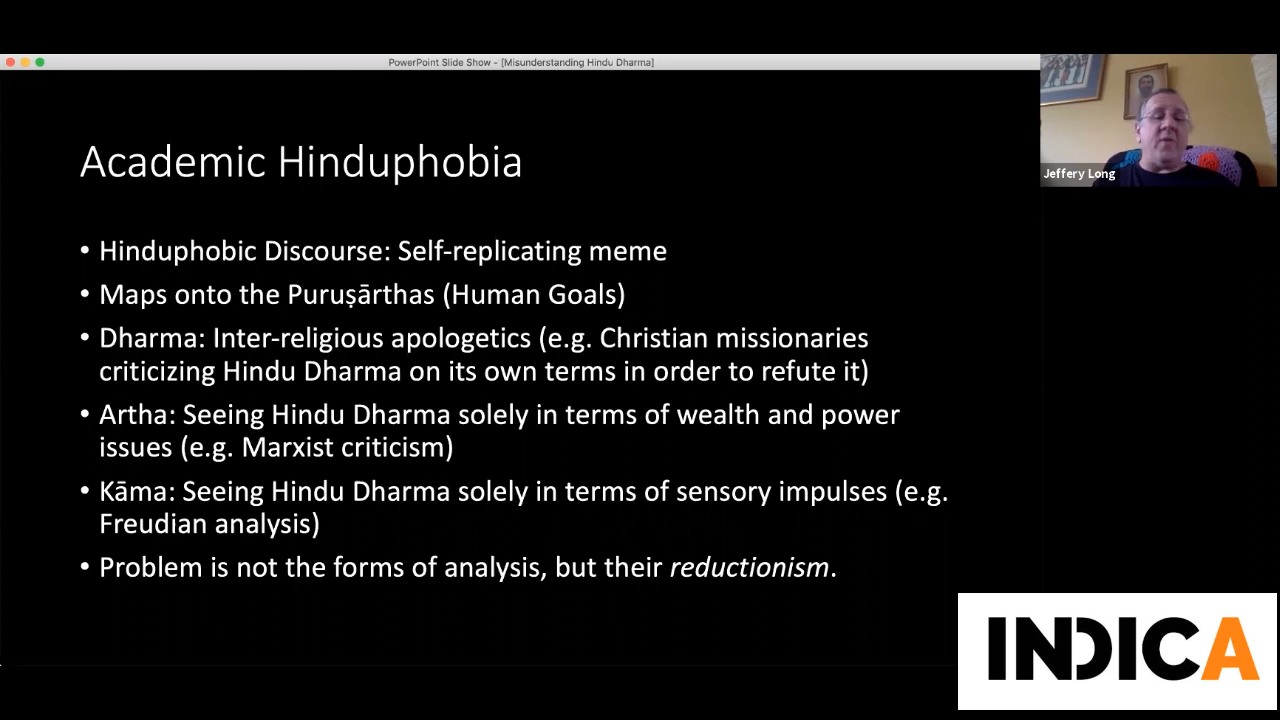 PowerPoint Slide Show - [Misunderstanding Hindu Dharma]
Academic Hinduphobia
• Hinduphobic Discourse: Self-replicating meme
• Maps onto the Puruṣārthas (Human Goals)
• Dharma: Inter-religious apologetics (e.g. Christian missionaries
criticizing Hindu Dharma on its own terms in order to refute it)
• Artha: Seeing Hindu Dharma solely in terms of wealth and power
issues (e.g. Marxist criticism)
• Kāma: Seeing Hindu Dharma solely in terms of sensory impulses (e.g.
Freudian analysis)
• Problem is not the forms of analysis, but their reductionism.
Jeffery Long
INDICA